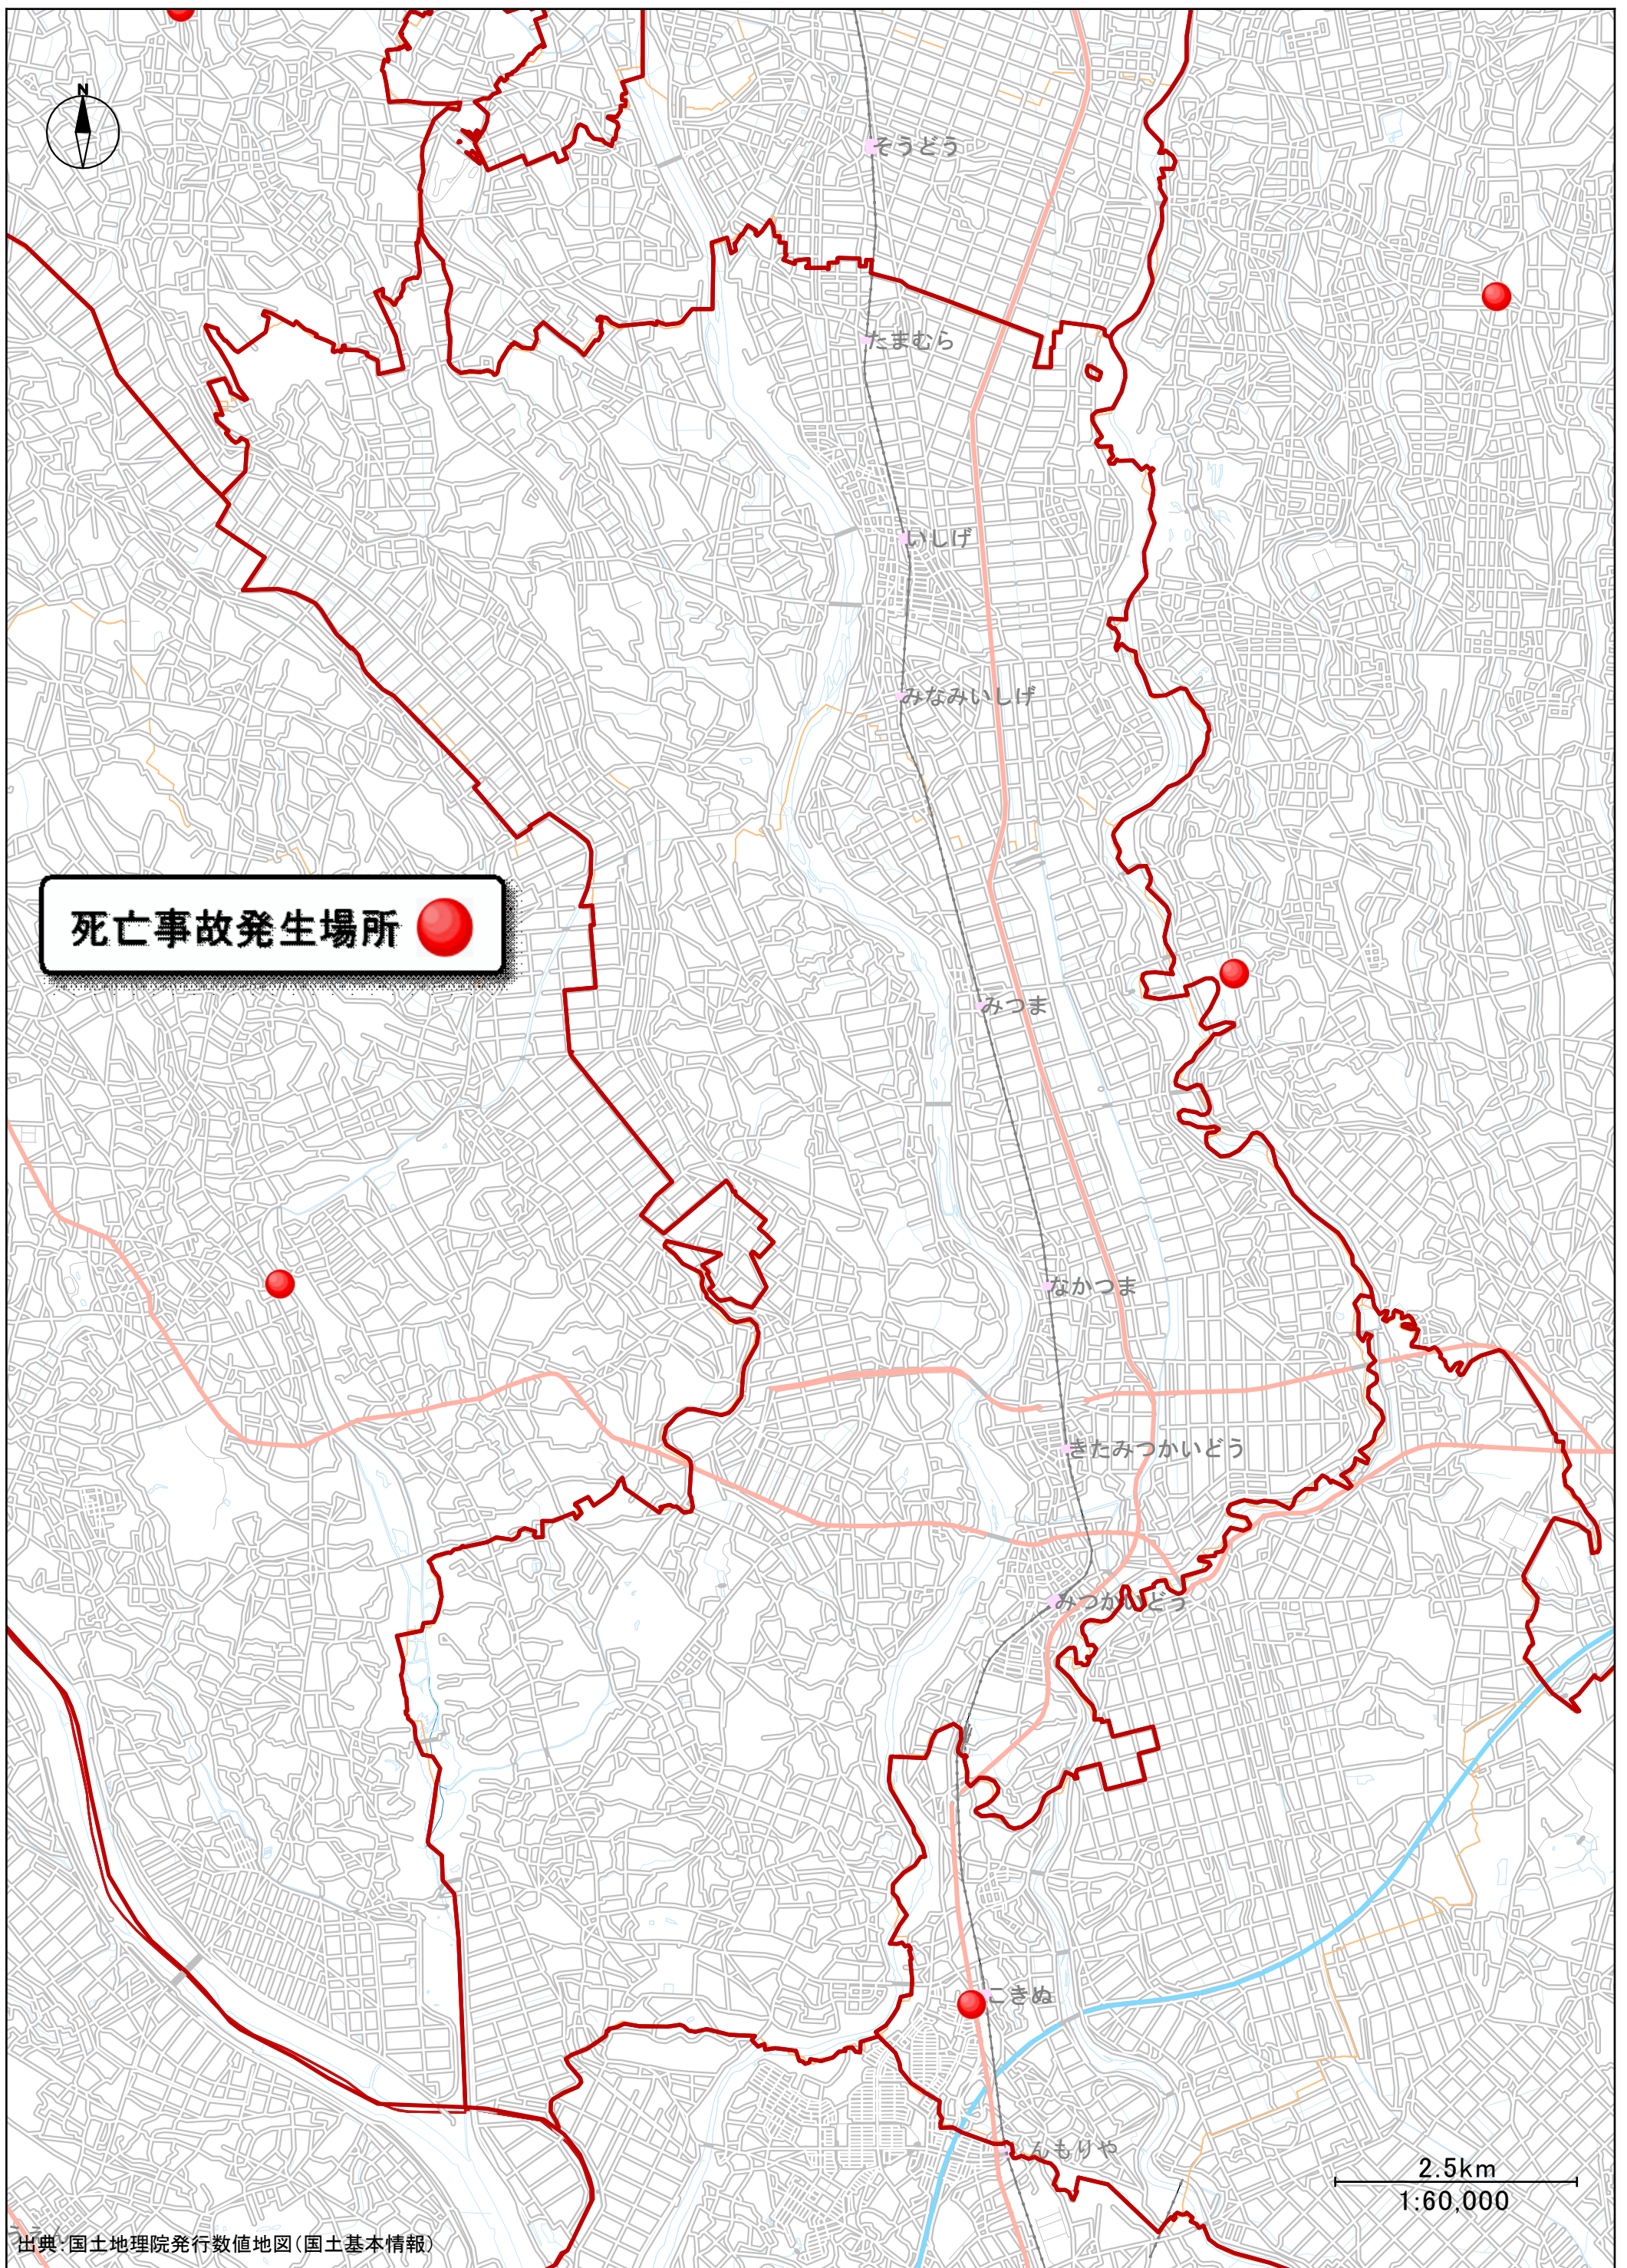 N
そうどう
たまむら
いしげ
みなみいしげ
死亡事故発生場所
みつま
なかつま
きたみつかいどう
みつかいどう
こきぬ
んもりや
2.5km
1:60,000
出典:国土地理院発行数値地図(国土基本情報)